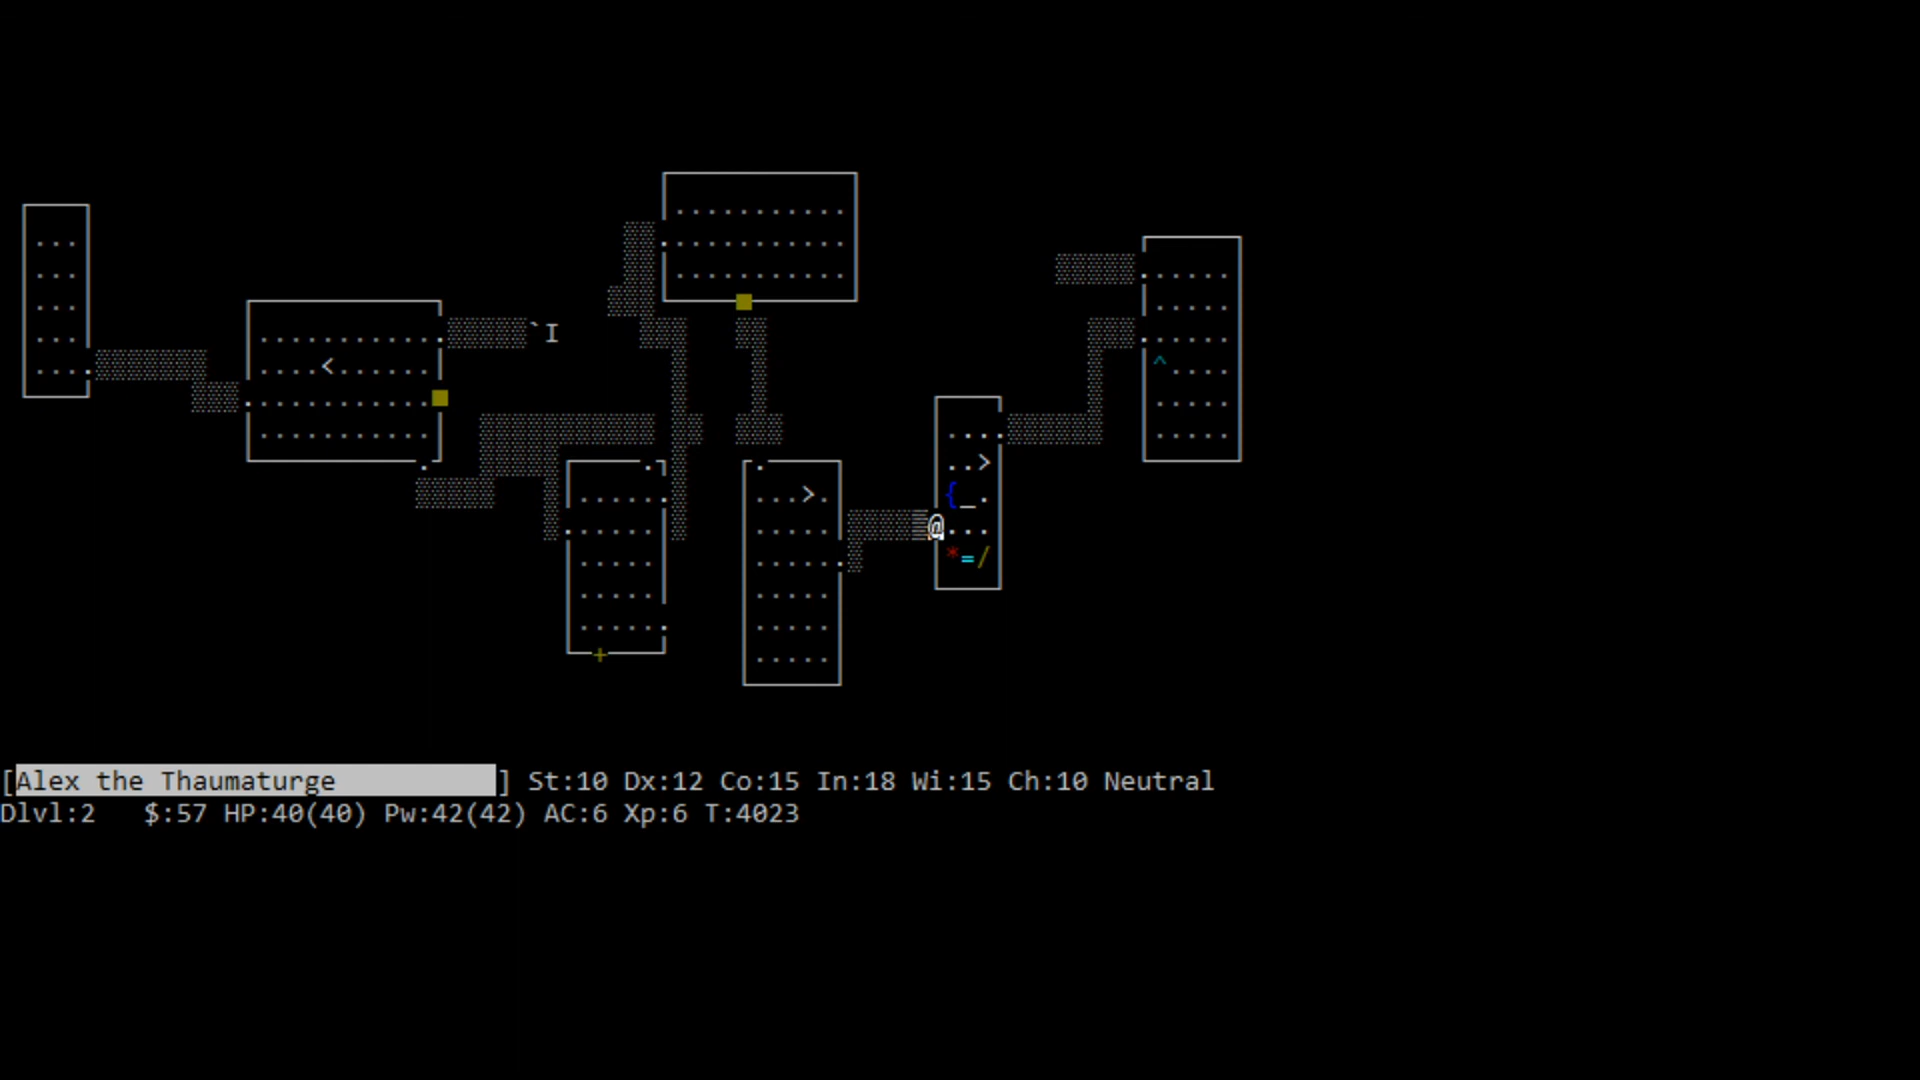 `I
<
^
>
{_.
>
@...
*=/
+
[Alex the Thaumaturge          ] St:10 Dx:12 Co:15 In:18 Wi:15 Ch:10 Neutral
Dlvl:2   $:57 HP:40(40) Pw:42(42) AC:6 Xp:6 T:4023